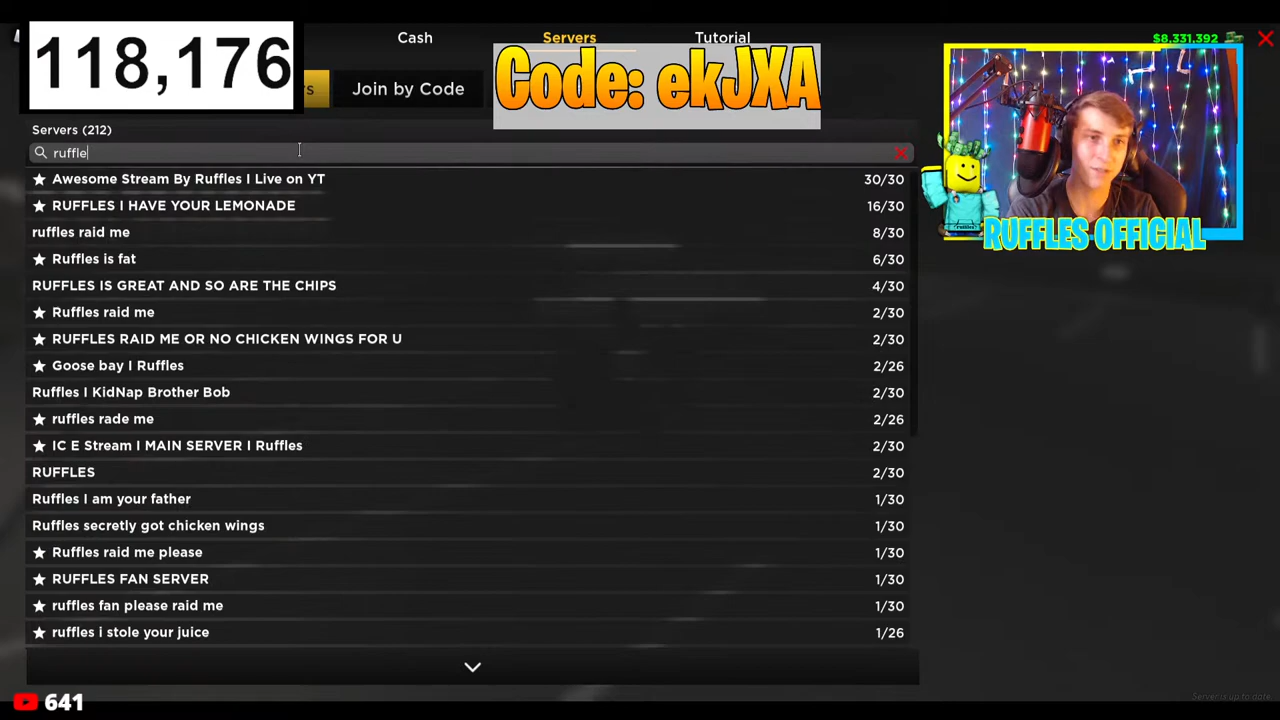 118,176
Cash
Servers
Tutorial
$8,331,392
Join by Code
Code: ekJXA
Servers (212)
ruffle
Awesome Stream By Ruffles I Live on YT 30/30
RUFFLES I HAVE YOUR LEMONADE 16/30
ruffles raid me 8/30
Ruffles is fat 6/30
RUFFLES IS GREAT AND SO ARE THE CHIPS 4/30
Ruffles raid me 2/30
RUFFLES RAID ME OR NO CHICKEN WINGS FOR U 2/30
Goose bay I Ruffles 2/26
Ruffles I KidNap Brother Bob 2/30
ruffles rade me 2/26
IC E Stream I MAIN SERVER I Ruffles 2/30
RUFFLES 2/30
Ruffles I am your father 1/30
Ruffles secretly got chicken wings 1/30
Ruffles raid me please 1/30
RUFFLES FAN SERVER 1/30
ruffles fan please raid me 1/30
ruffles i stole your juice 1/26
RUFFLES OFFICIAL
641
Server is up to date